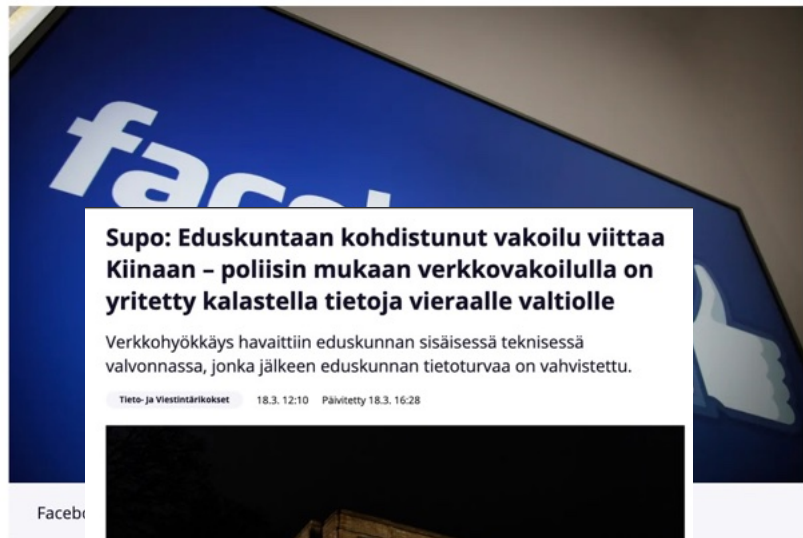 Supo: Eduskuntaan kohdistunut vakoilu viittaa
Kiinaan – poliisin mukaan verkkovakoilulla on
yritetty kalastella tietoja vieraalle valtiolle
Verkkohyökkäys havaittiin eduskunnan sisäisessä teknisessä
valvonnassa, jonka jälkeen eduskunnan tietoturvaa on vahvistettu.
Tieto- Ja Viestintärikokset 18.3. 12:10 Päivitetty 18.3. 16:28